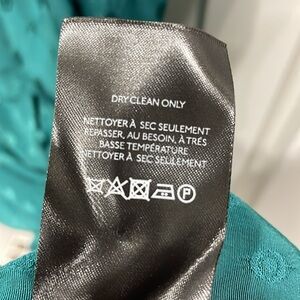 DRY CLEAN ONLY
NETTOYER À SEC SEULEMENT
REPASSER, AU BESOIN, À TRÈS
BASSE TEMPÉRATURE.
NETTOYER À SEC SEULEMENT
P